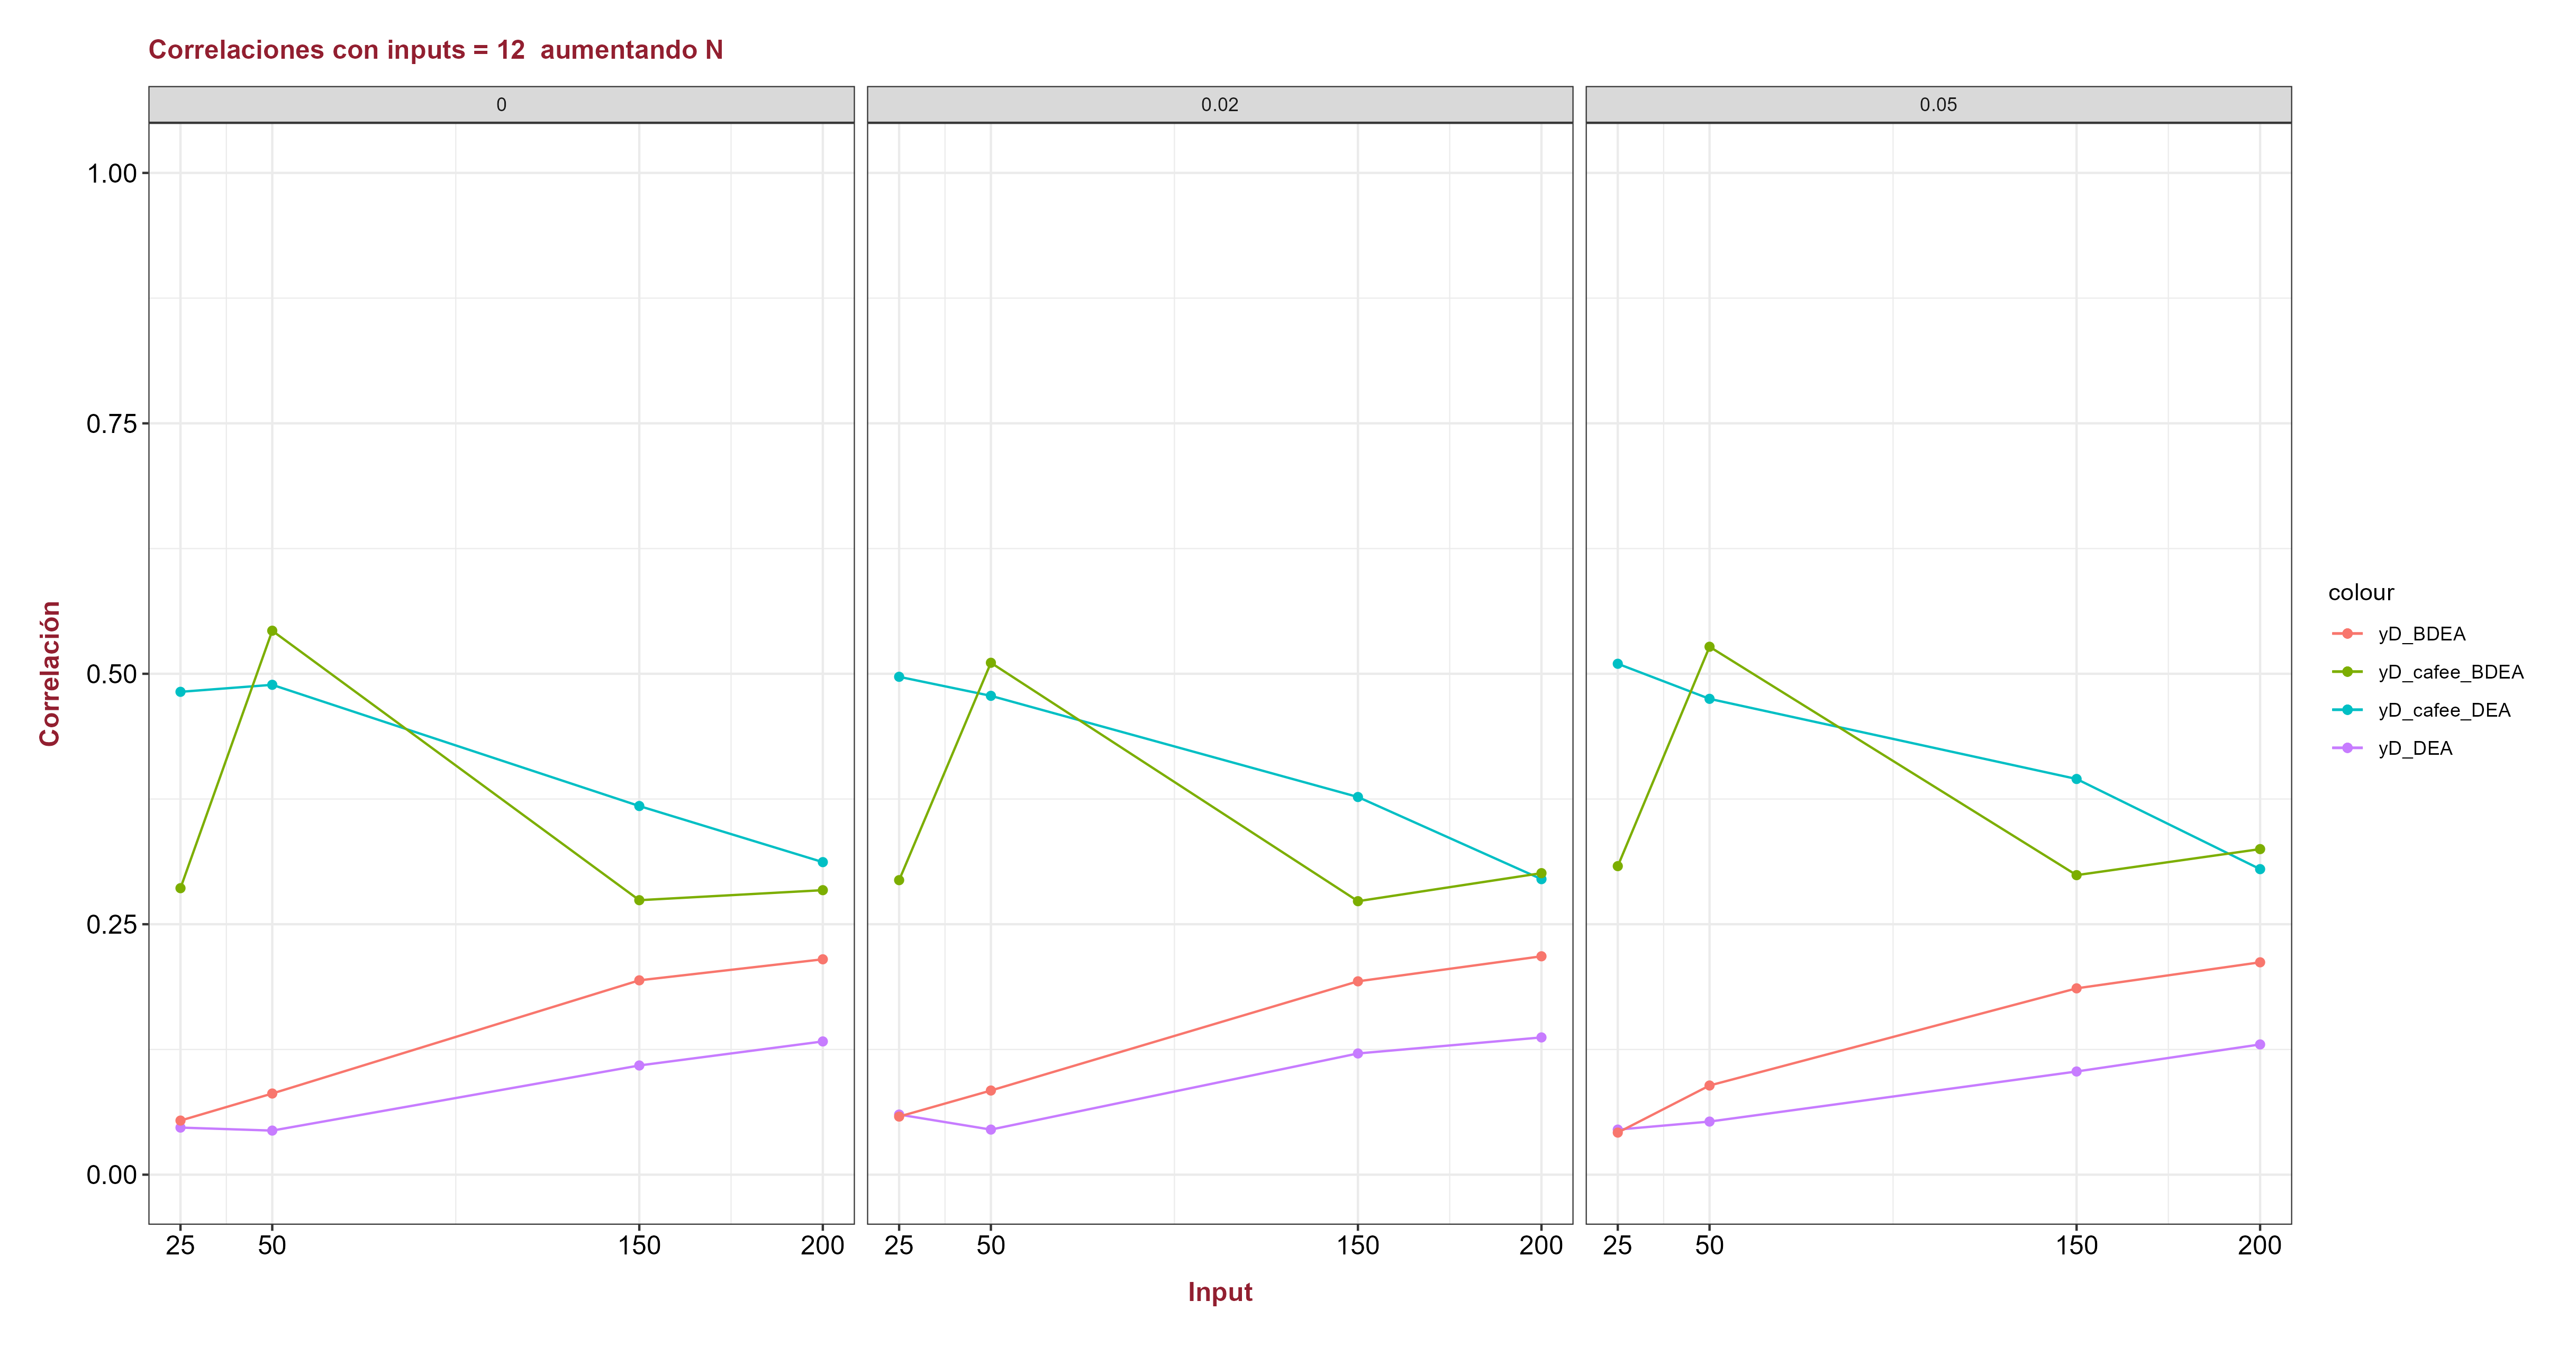 Correlaciones con inputs = 12  aumentando N
0
0.02
0.05
1.00
0.75
0.50
0.25
0.00
Correlación
25 50 150 200
25 50 150 200
25 50 150 200
Input
colour
yD_BDEA
yD_cafee_BDEA
yD_cafee_DEA
yD_DEA